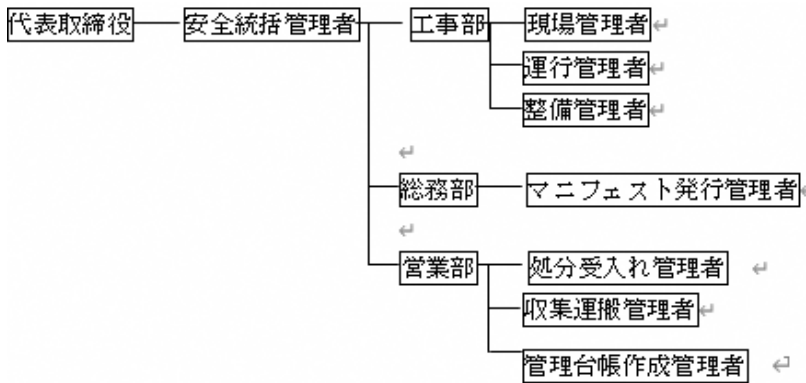 代表取締役 安全統括管理者 工事部 現場管理者
運行管理者
整備管理者
総務部 マニフェスト発行管理者
営業部 処分受入れ管理者
収集運搬管理者
管理台帳作成管理者